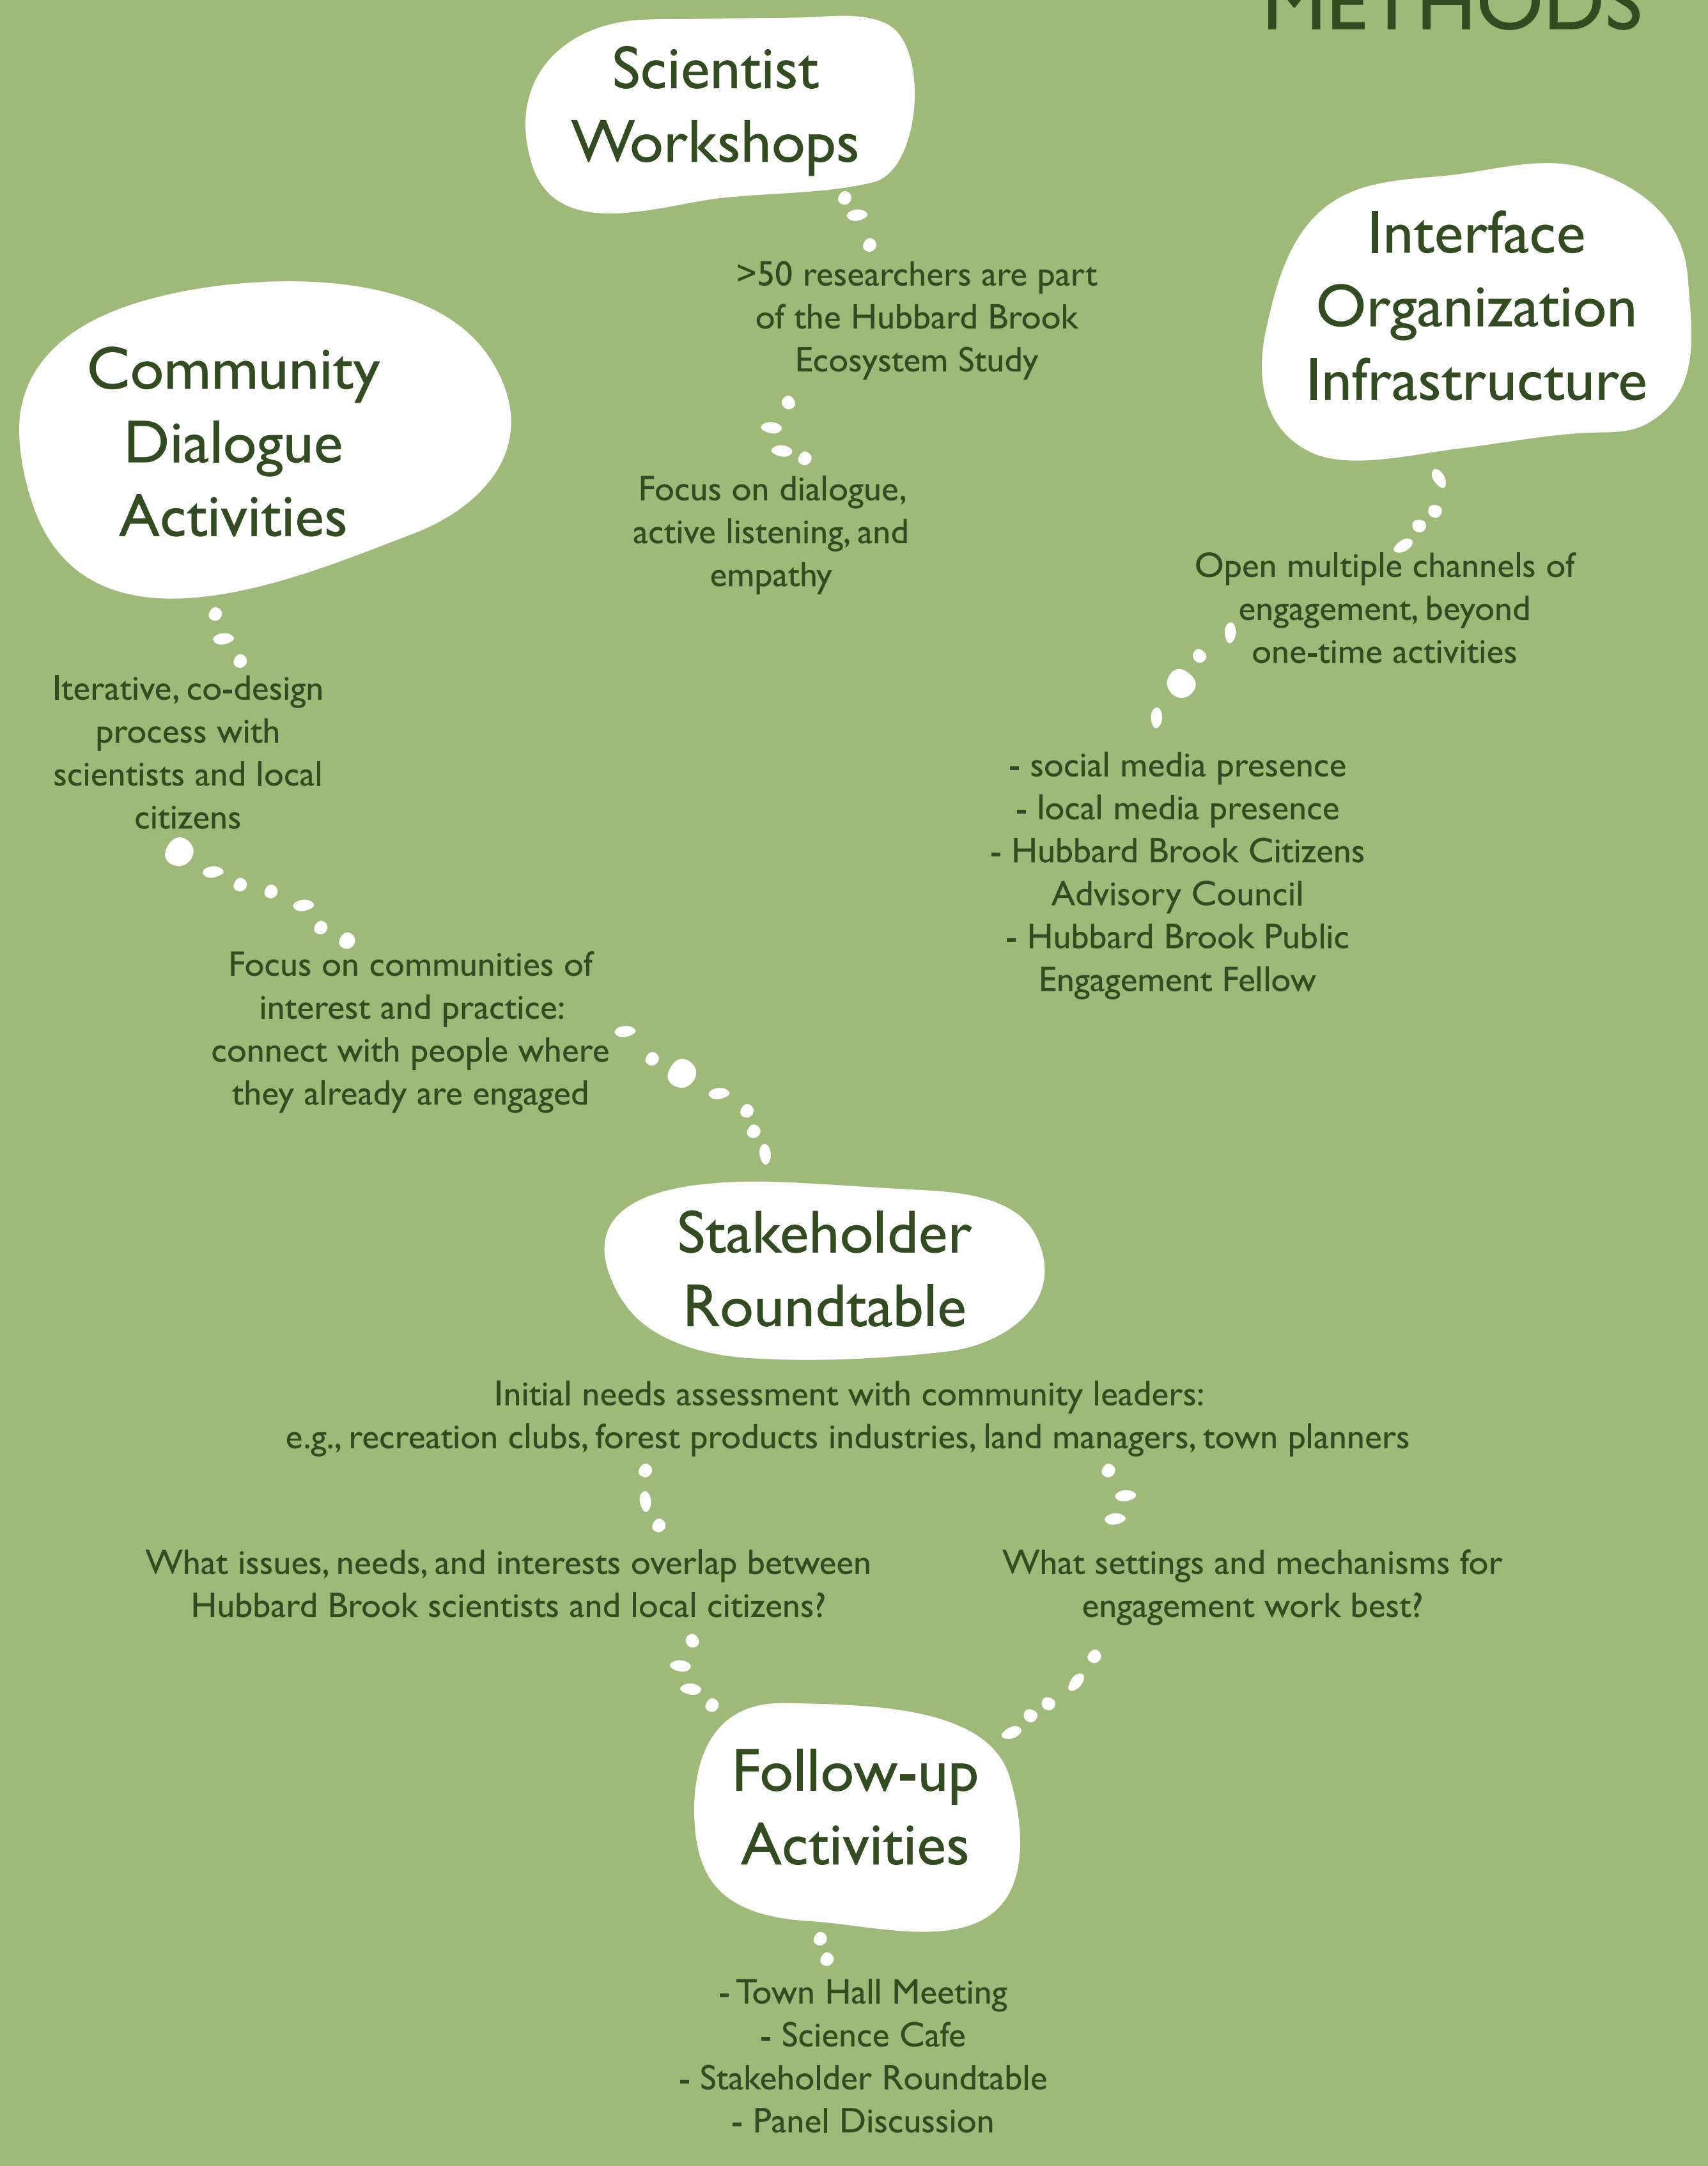 METHODS
Scientist
Workshops
>50 researchers are part
of the Hubbard Brook
Ecosystem Study
Focus on dialogue,
active listening, and
empathy
Interface
Organization
Infrastructure
Open multiple channels of
engagement, beyond
one-time activities
- social media presence
- local media presence
- Hubbard Brook Citizens
Advisory Council
- Hubbard Brook Public
Engagement Fellow
Community
Dialogue
Activities
Iterative, co-design
process with
scientists and local
citizens
Focus on communities of
interest and practice:
connect with people where
they already are engaged
Stakeholder
Roundtable
Initial needs assessment with community leaders:
e.g., recreation clubs, forest products industries, land managers, town planners
What issues, needs, and interests overlap between
Hubbard Brook scientists and local citizens?
What settings and mechanisms for
engagement work best?
Follow-up
Activities
- Town Hall Meeting
- Science Cafe
- Stakeholder Roundtable
- Panel Discussion